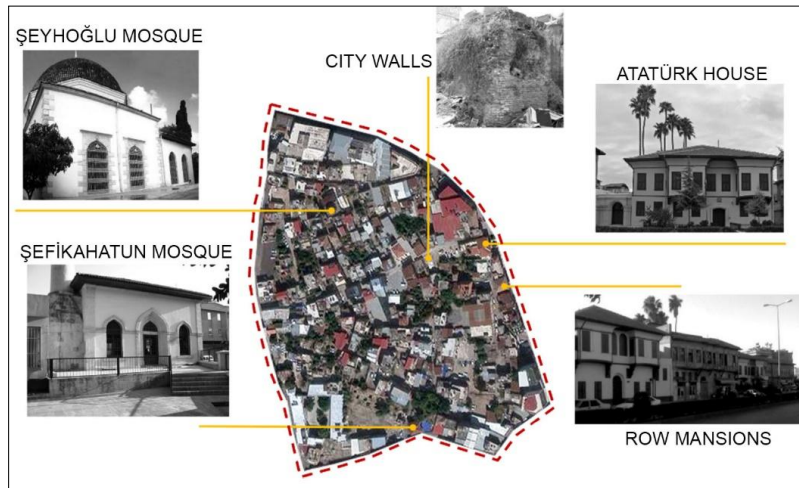 ŞEYHOĞLU MOSQUE
CITY WALLS
ATATÜRK HOUSE
ŞEFİKAHATUN MOSQUE
ROW MANSIONS